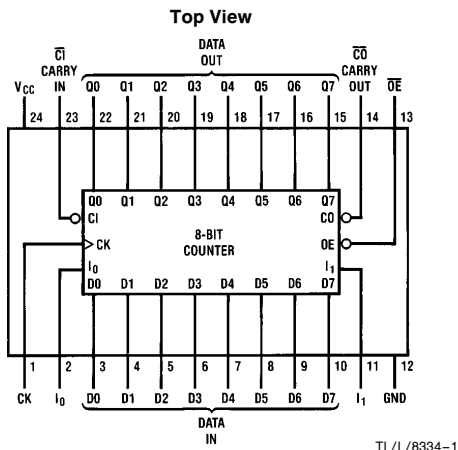 Top View
CI CARRY IN
DATA OUT
CO CARRY OUT
OE
VCC Q0 Q1 Q2 Q3 Q4 Q5 Q6 Q7
24 23 22 21 20 19 18 17 16 15 14 13
Q0 Q1 Q2 Q3 Q4 Q5 Q6 Q7
CI CO
8-BIT COUNTER
CK OE
I0 I1
D0 D1 D2 D3 D4 D5 D6 D7
1 2 3 4 5 6 7 8 9 10 11 12
CK I0 D0 D1 D2 D3 D4 D5 D6 D7 I1 GND
DATA IN
TL/L/8334–1